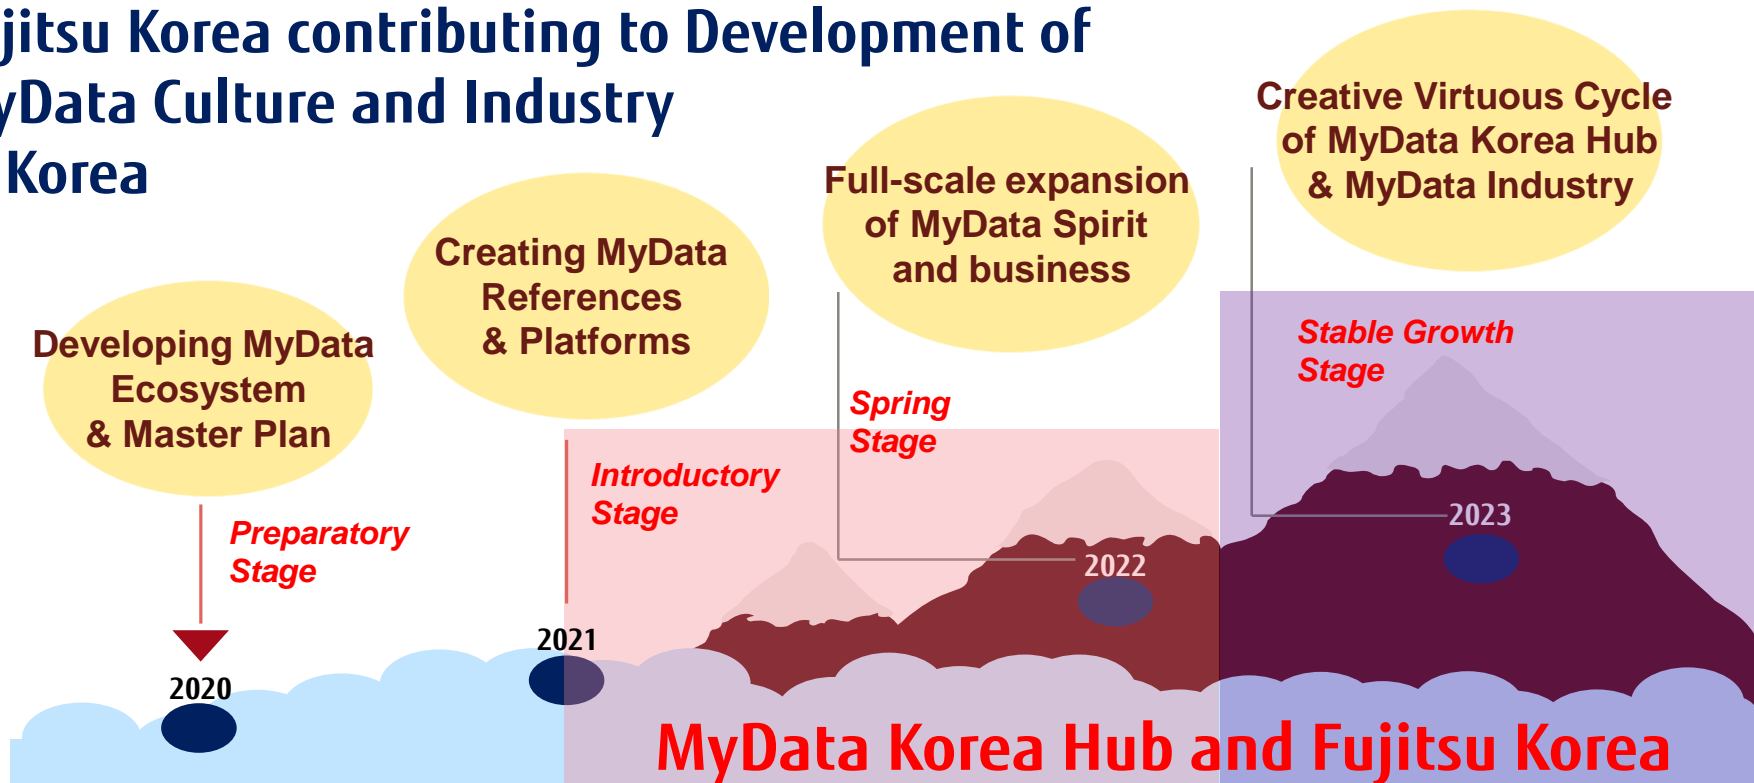 jitsu Korea contributing to Development of
yData Culture and Industry
Korea
Creative Virtuous Cycle
of MyData Korea Hub
& MyData Industry
Full-scale expansion
of MyData Spirit
and business
Creating MyData
References
& Platforms
Developing MyData
Ecosystem
& Master Plan
Stable Growth
Stage
Spring
Stage
Introductory
Stage
Preparatory
Stage
2023
2022
2021
2020
MyData Korea Hub and Fujitsu Korea